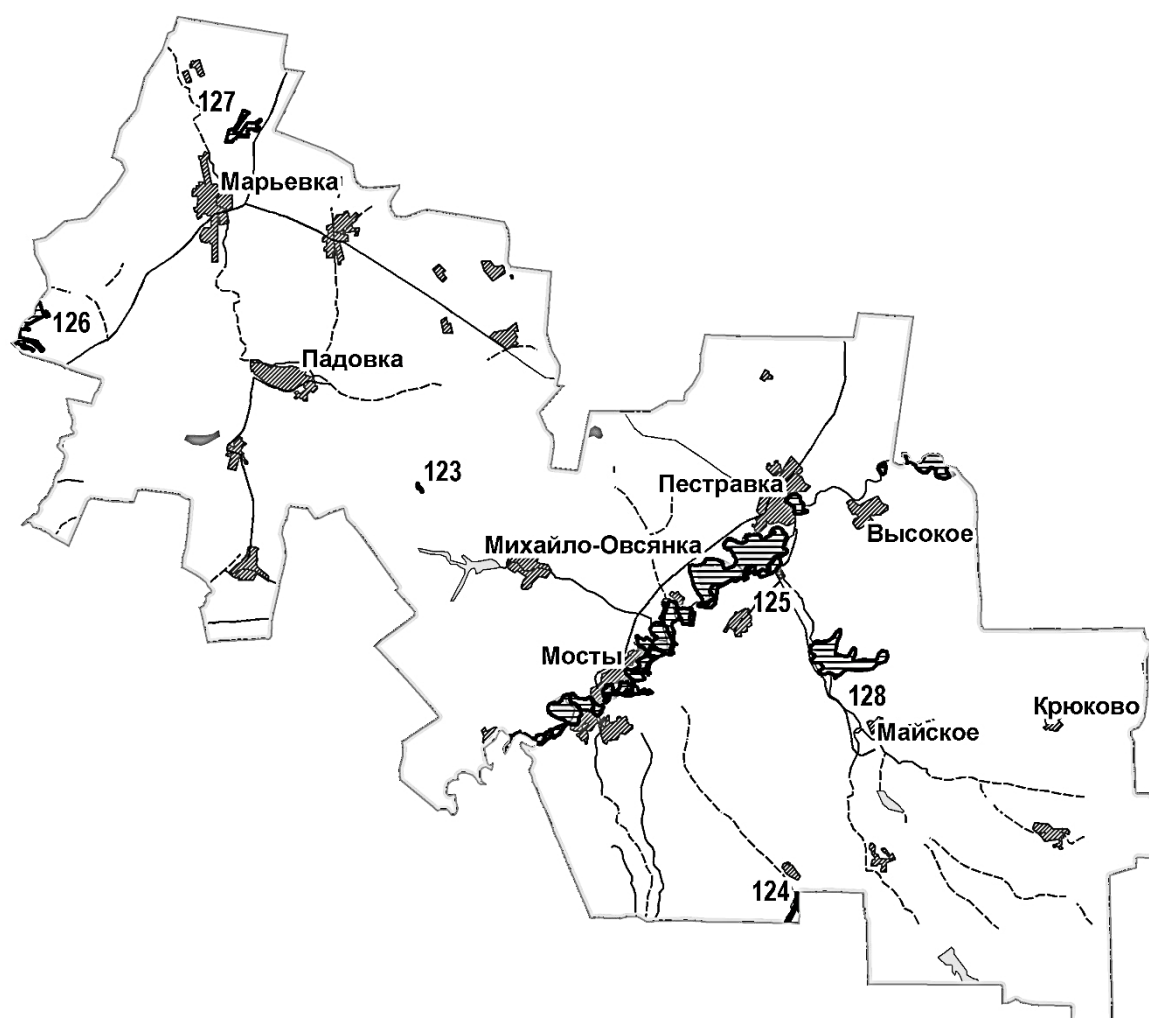 127
Марьевка
126
Падовка
123
Пестравка
Высокое
Михайло-Овсянка
125
Мосты
128
Крюково
Майское
124